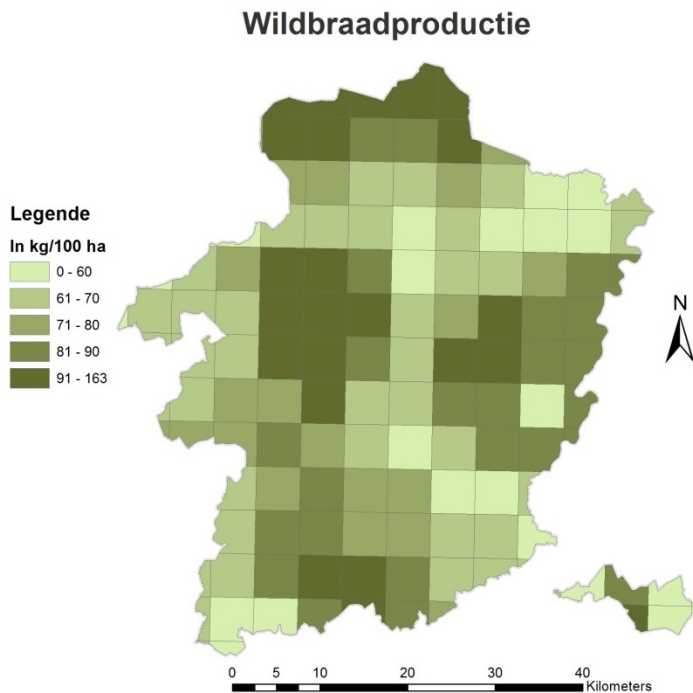 Wildbraadproductie
Legende
In kg/100 ha
0 - 60
61 - 70
71 - 80
81 - 90
91 - 163
N
0 5 10 20 30 40
Kilometers